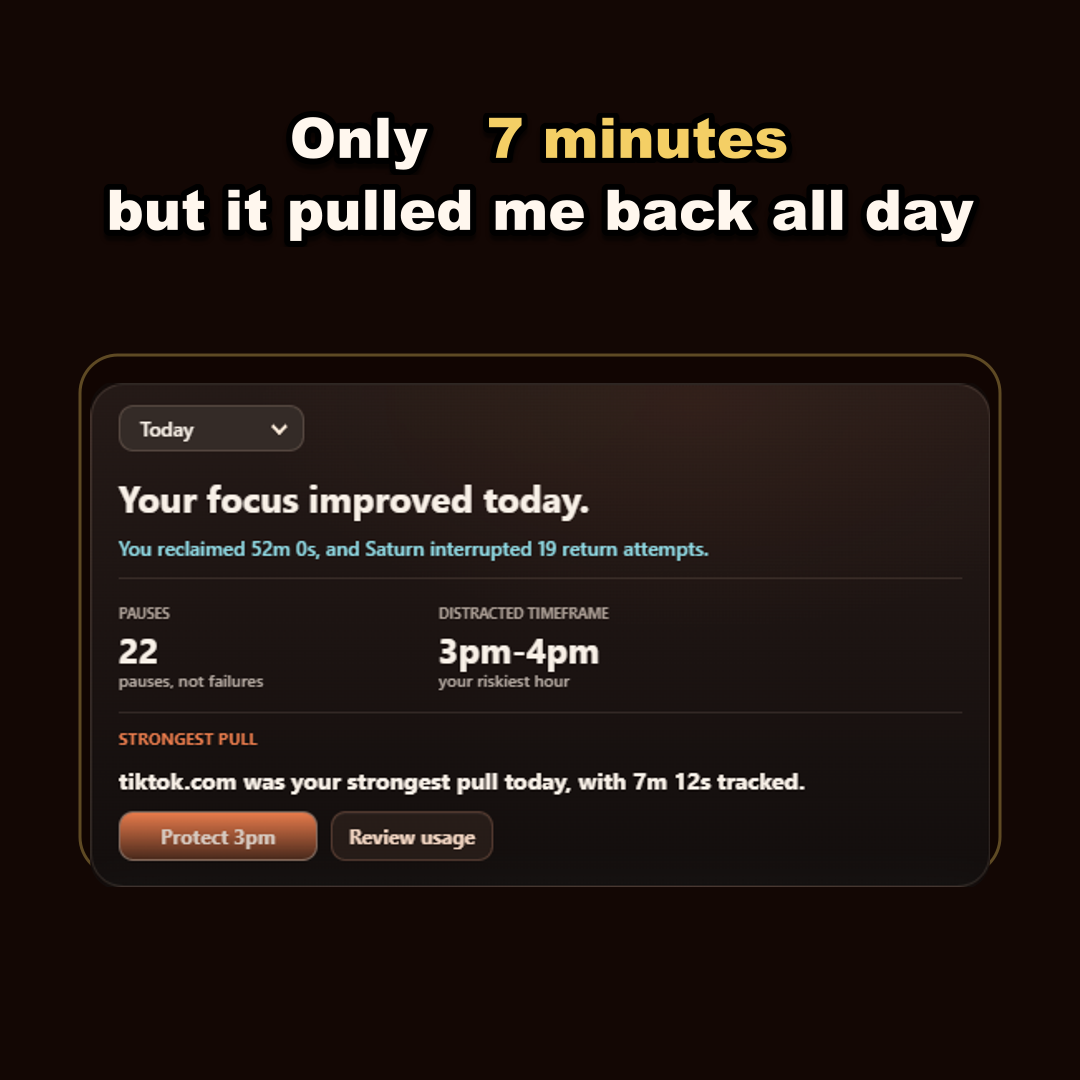 Only 7 minutes
but it pulled me back all day
Today
Your focus improved today.
You reclaimed 52m 0s, and Saturn interrupted 19 return attempts.
PAUSES
22
pauses, not failures
DISTRACTED TIMEFRAME
3pm-4pm
your riskiest hour
STRONGEST PULL
tiktok.com was your strongest pull today, with 7m 12s tracked.
Protect 3pm
Review usage